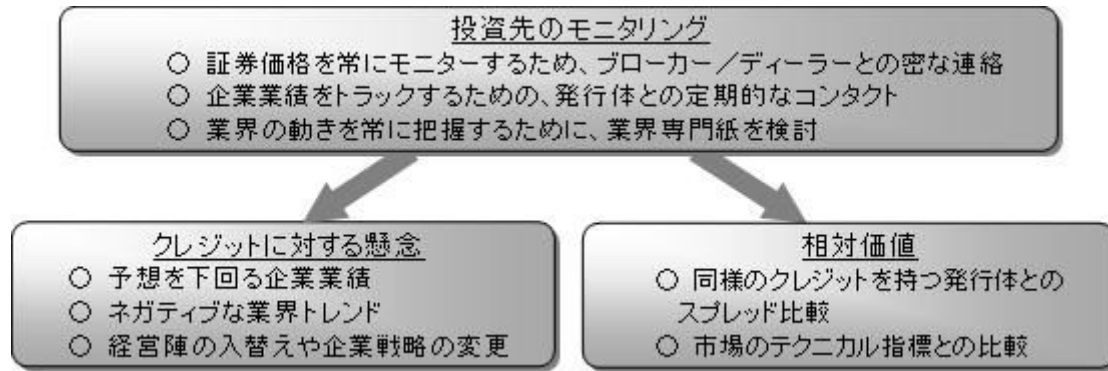 投資先のモニタリング
○ 証券価格を常にモニターするため、ブローカー／ディーラーとの密な連絡
○ 企業業績をトラックするための、発行体との定期的なコンタクト
○ 業界の動きを常に把握するために、業界専門紙を検討
クレジットに対する懸念
○ 予想を下回る企業業績
○ ネガティブな業界トレンド
○ 経営陣の入替えや企業戦略の変更
相対価値
○ 同様のクレジットを持つ発行体との
スプレッド比較
○ 市場のテクニカル指標との比較